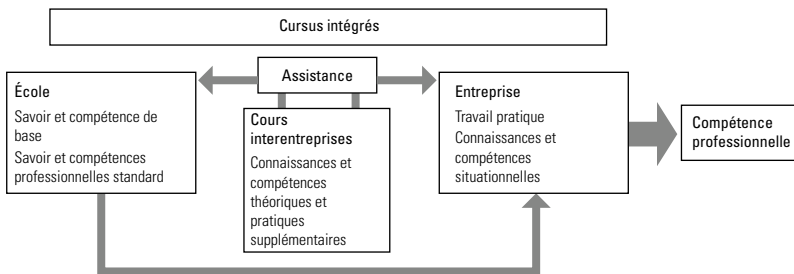 Cursus intégrés
Assistance
École
Savoir et compétence de
base
Savoir et compétences
professionnelles standard
Cours
interentreprises
Connaissances et
compétences
théoriques et
pratiques
supplémentaires
Entreprise
Travail pratique
Connaissances et
compétences
situationnelles
Compétence
professionnelle